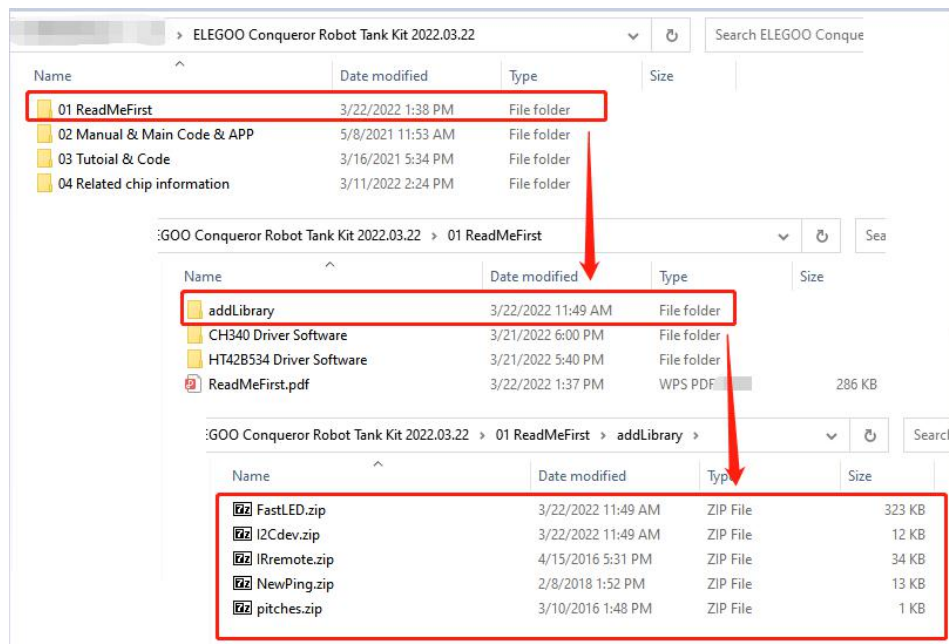 › ELEGOO Conqueror Robot Tank Kit 2022.03.22 Search ELEGOO Conque
Name Date modified Type Size
01 ReadMeFirst 3/22/2022 1:38 PM File folder
02 Manual & Main Code & APP 5/8/2021 11:53 AM File folder
03 Tutoial & Code 3/16/2021 5:34 PM File folder
04 Related chip information 3/11/2022 2:24 PM File folder
:GOO Conqueror Robot Tank Kit 2022.03.22 › 01 ReadMeFirst Sea
Name Date modified Type Size
addLibrary 3/22/2022 11:49 AM File folder
CH340 Driver Software 3/21/2022 6:00 PM File folder
HT42B534 Driver Software 3/21/2022 5:40 PM File folder
ReadMeFirst.pdf 3/22/2022 1:37 PM WPS PDF 286 KB
:GOO Conqueror Robot Tank Kit 2022.03.22 › 01 ReadMeFirst › addLibrary › Search
Name Date modified Type Size
FastLED.zip 3/22/2022 11:49 AM ZIP File 323 KB
I2Cdev.zip 3/22/2022 11:49 AM ZIP File 12 KB
IRremote.zip 4/15/2016 5:31 PM ZIP File 34 KB
NewPing.zip 2/8/2018 1:52 PM ZIP File 13 KB
pitches.zip 3/10/2016 1:48 PM ZIP File 1 KB